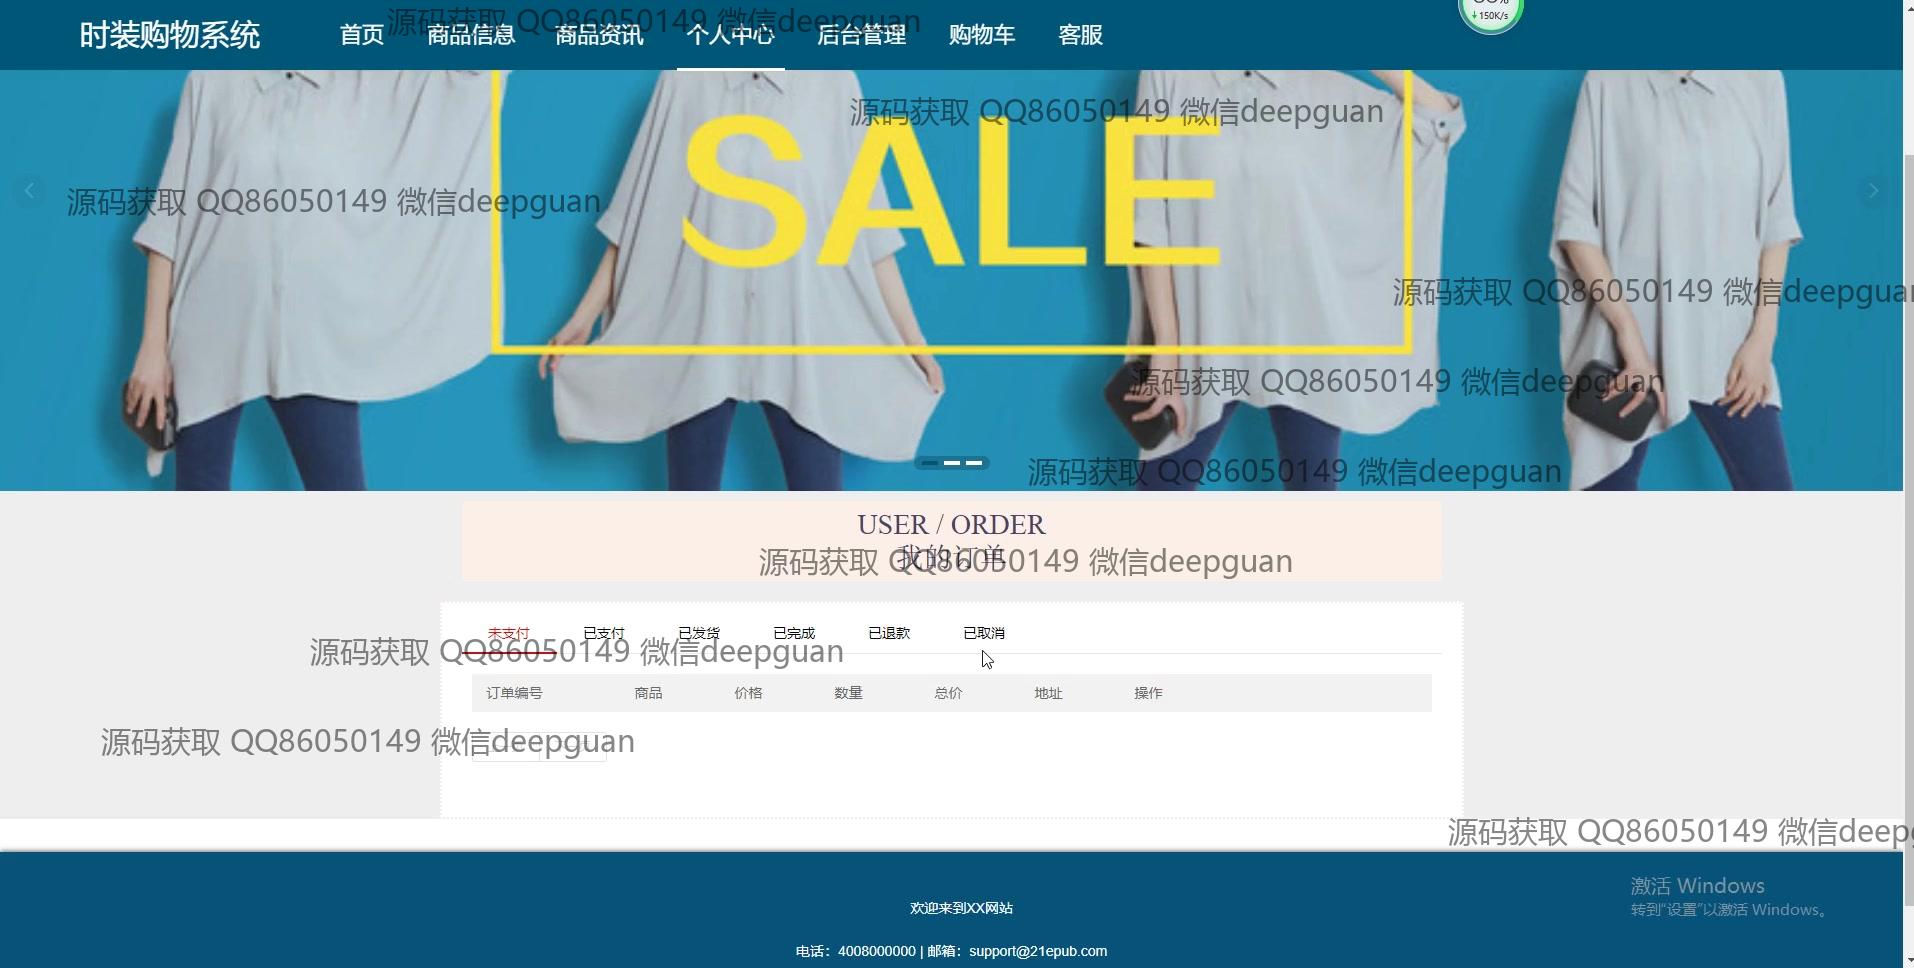 时装购物系统
首页 商品信息 商品资讯 个人中心 后台管理 购物车 客服
源码获取 QQ86050149 微信deepguan
150K/s
源码获取 QQ86050149 微信deepguan
SALE
源码获取 QQ86050149 微信deepguan
源码获取 QQ86050149 微信deepguan
源码获取 QQ86050149 微信deepguan
源码获取 QQ86050149 微信deepguan
USER / ORDER
我的订单
源码获取 QQ86050149 微信deepguan
未支付 已支付 已发货 已完成 已退款 已取消
源码获取 QQ86050149 微信deepguan
订单编号 商品 价格 数量 总价 地址 操作
源码获取 QQ86050149 微信deepguan
源码获取 QQ86050149 微信deep
激活 Windows
转到“设置”以激活 Windows。
欢迎来到XX网站
电话：4008000000 | 邮箱：support@21epub.com